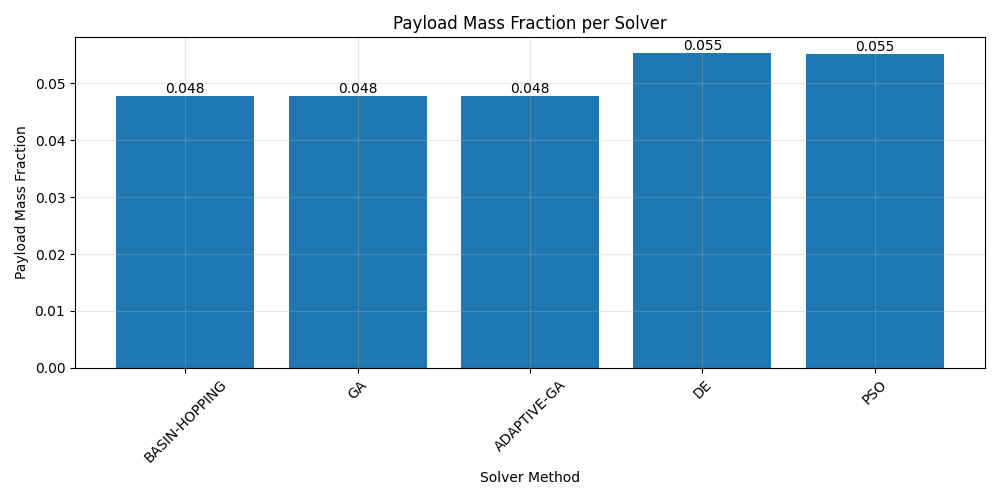 Payload Mass Fraction per Solver
Payload Mass Fraction
0.05
0.04
0.03
0.02
0.01
0.00
0.048
0.048
0.048
0.055
0.055
BASIN-HOPPING
GA
ADAPTIVE-GA
DE
PSO
Solver Method